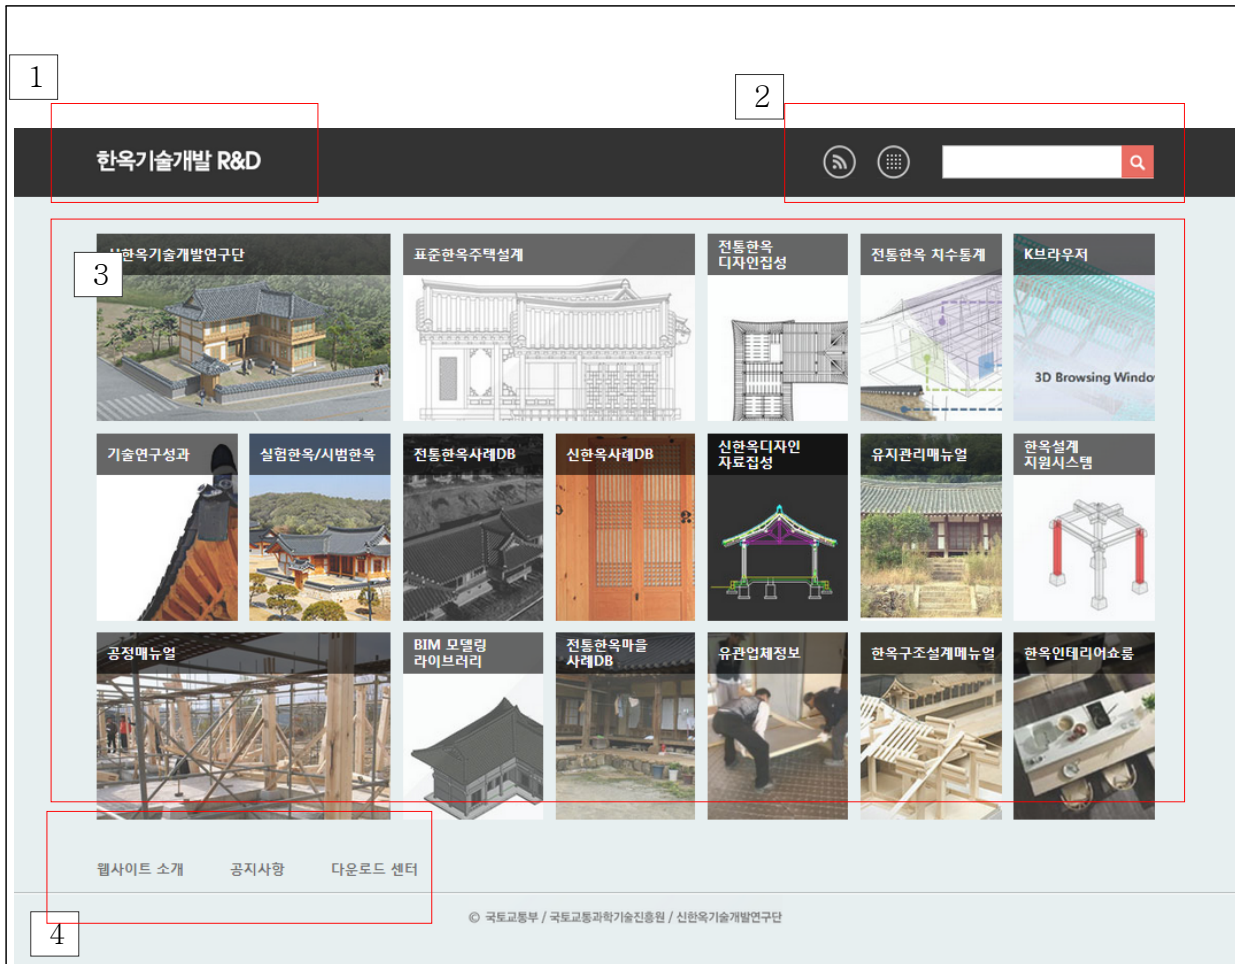 1
2
한옥기술개발 R&D
3
한옥기술개발연구단
표준한옥주택설계
전통한옥
디자인집성
전통한옥 치수통계
K브라우저
3D Browsing Windo
기술연구성과
실험한옥/시범한옥
전통한옥사례DB
신한옥사례DB
신한옥디자인
자료집성
유지관리매뉴얼
한옥설계
지원시스템
공정매뉴얼
BIM 모델링
라이브러리
전통한옥마을
사례DB
유관업체정보
한옥구조설계매뉴얼
한옥인테리어쇼룸
웹사이트 소개
공지사항
다운로드 센터
4
© 국토교통부 / 국토교통과학기술진흥원 / 신한옥기술개발연구단